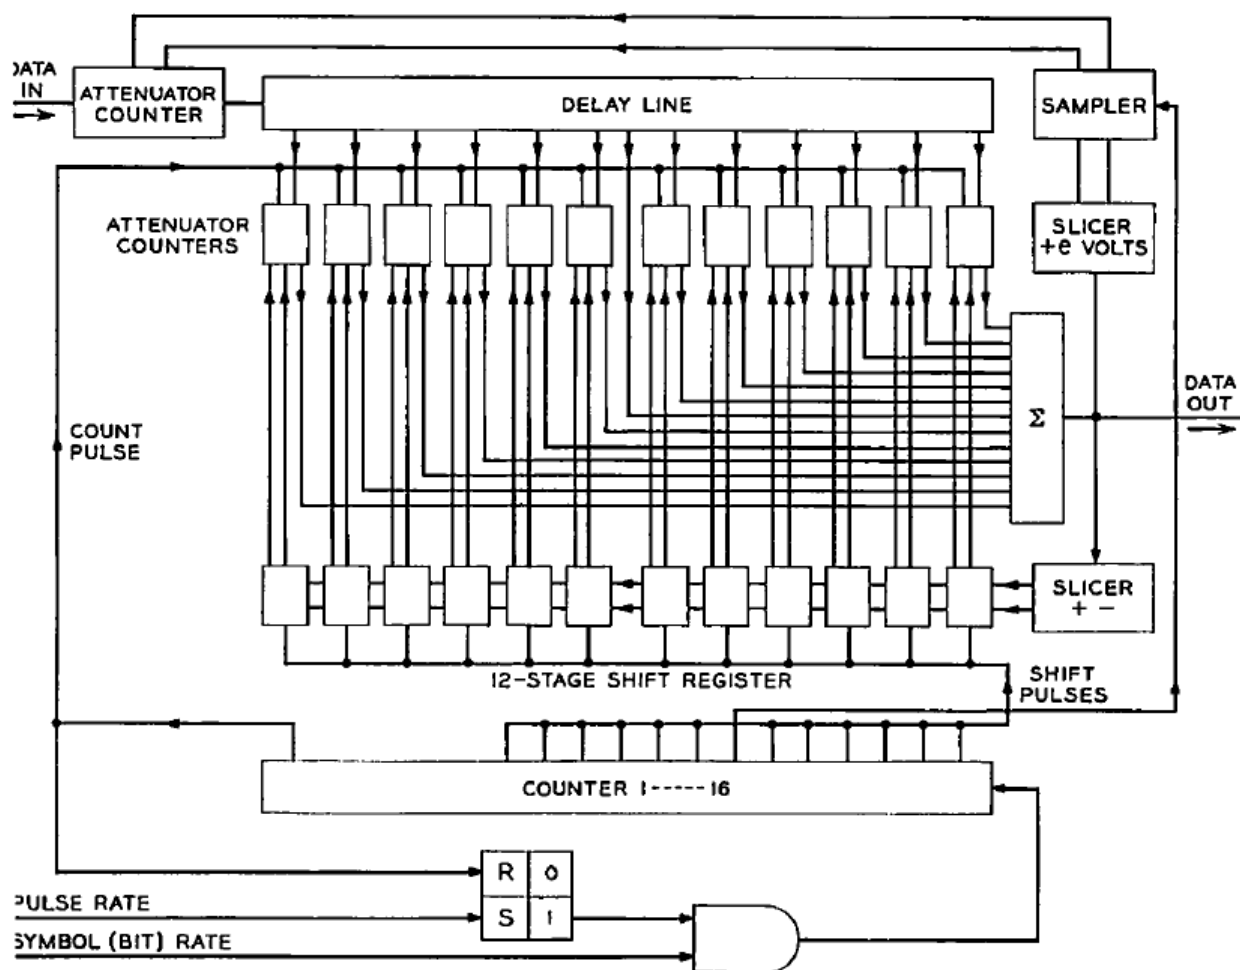 DATA
IN
ATTENUATOR
COUNTER
DELAY LINE
SAMPLER
ATTENUATOR
COUNTERS
SLICER
+e VOLTS
DATA
OUT
Σ
COUNT
PULSE
SLICER
+ -
12-STAGE SHIFT REGISTER
SHIFT
PULSES
COUNTER 1-----16
R 0
PULSE RATE
S 1
SYMBOL (BIT) RATE